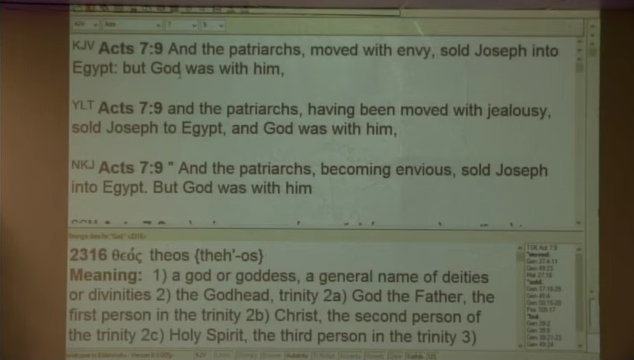 KJV Acts 7:9 And the patriarchs, moved with envy, sold Joseph into
Egypt: but God was with him,
YLT Acts 7:9 and the patriarchs, having been moved with jealousy,
sold Joseph to Egypt, and God was with him,
NKJ Acts 7:9 " And the patriarchs, becoming envious, sold Joseph
into Egypt. But God was with him
2316 θεός theos {theh'-os}
Meaning: 1) a god or goddess, a general name of deities
or divinities 2) the Godhead, trinity 2a) God the Father, the
first person in the trinity 2b) Christ, the second person of
the trinity 2c) Holy Spirit, the third person in the trinity 3)